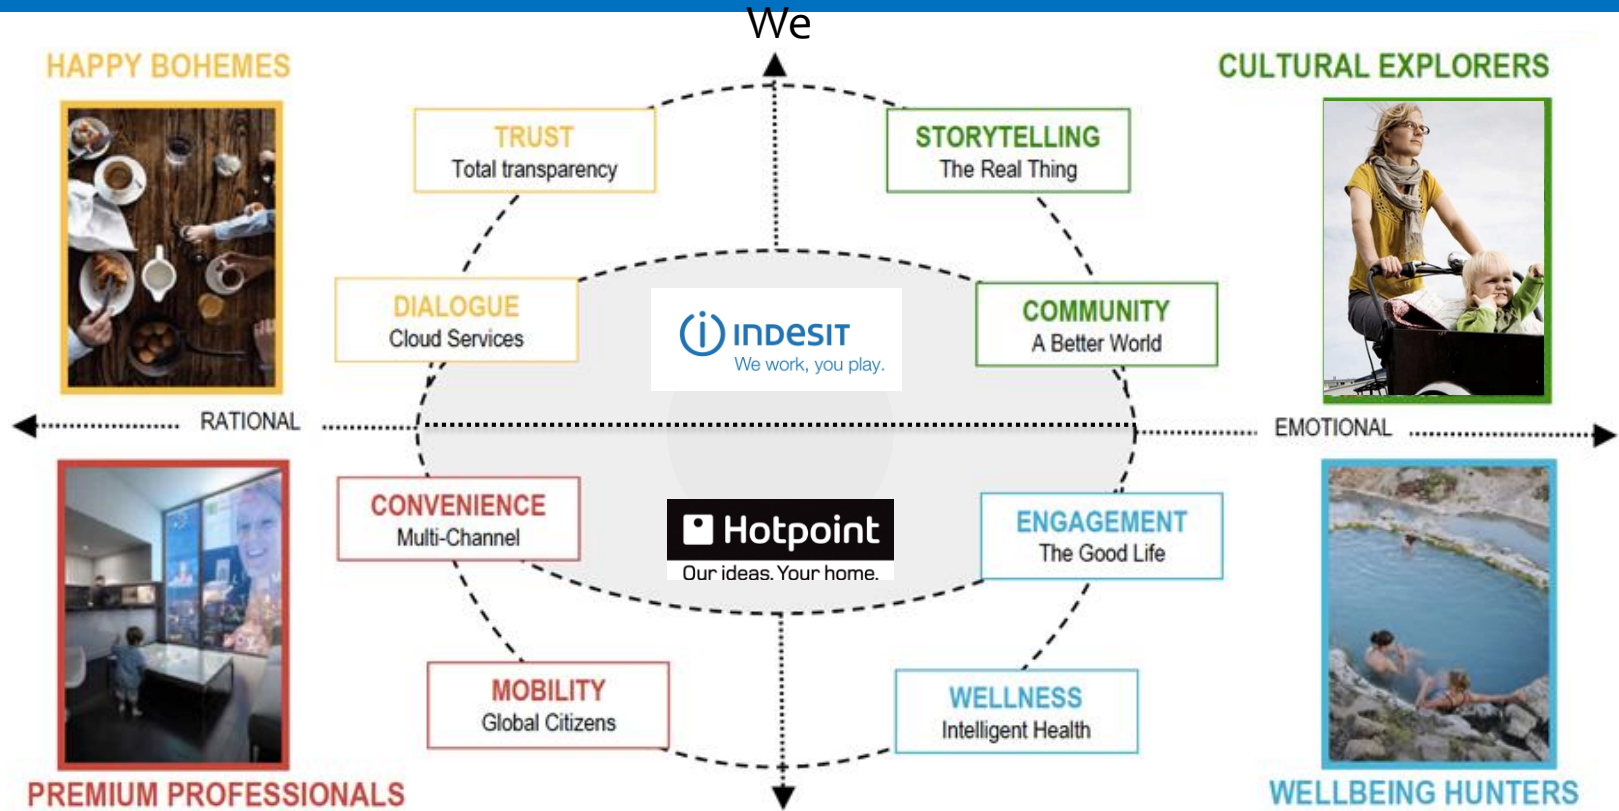 We
HAPPY BOHEMES
CULTURAL EXPLORERS
TRUST
Total transparency
STORYTELLING
The Real Thing
DIALOGUE
Cloud Services
INDESIT
We work, you play.
COMMUNITY
A Better World
RATIONAL
EMOTIONAL
CONVENIENCE
Multi-Channel
Hotpoint
Our ideas. Your home.
ENGAGEMENT
The Good Life
MOBILITY
Global Citizens
WELLNESS
Intelligent Health
PREMIUM PROFESSIONALS
WELLBEING HUNTERS